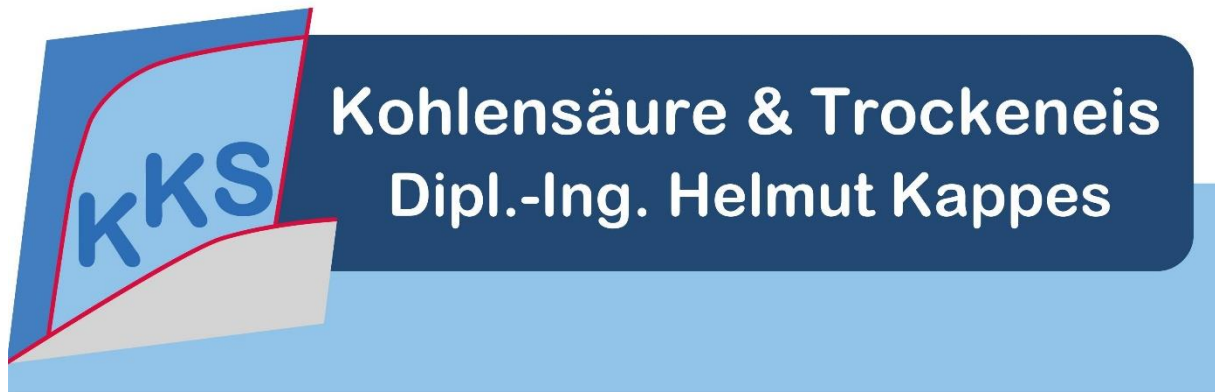 KKS
Kohlensäure & Trockeneis
Dipl.-Ing. Helmut Kappes